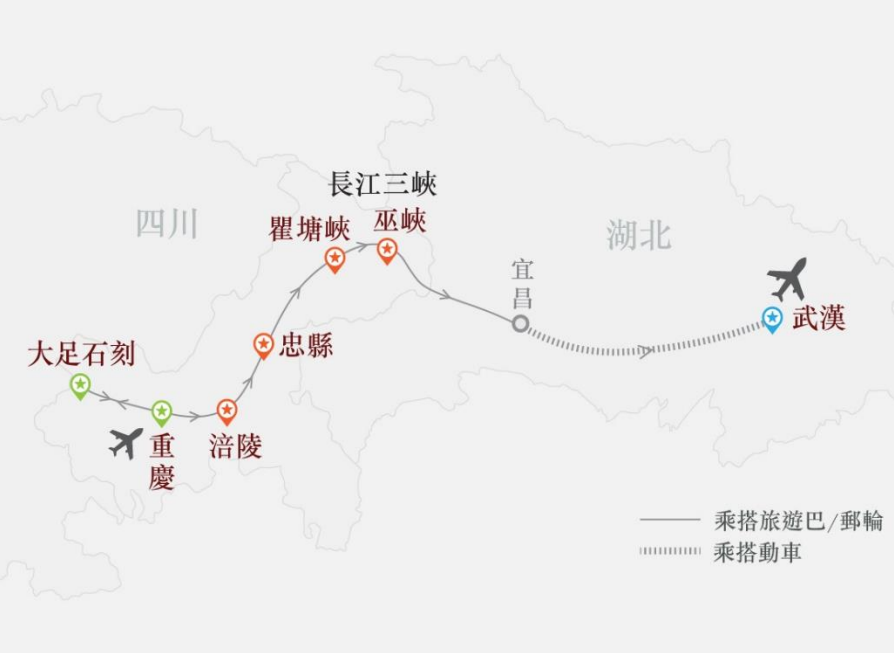 長江三峽
四川
瞿塘峽
巫峽
湖北
宜昌
武漢
大足石刻
忠縣
重慶
涪陵
乘搭旅遊巴/郵輪
乘搭動車